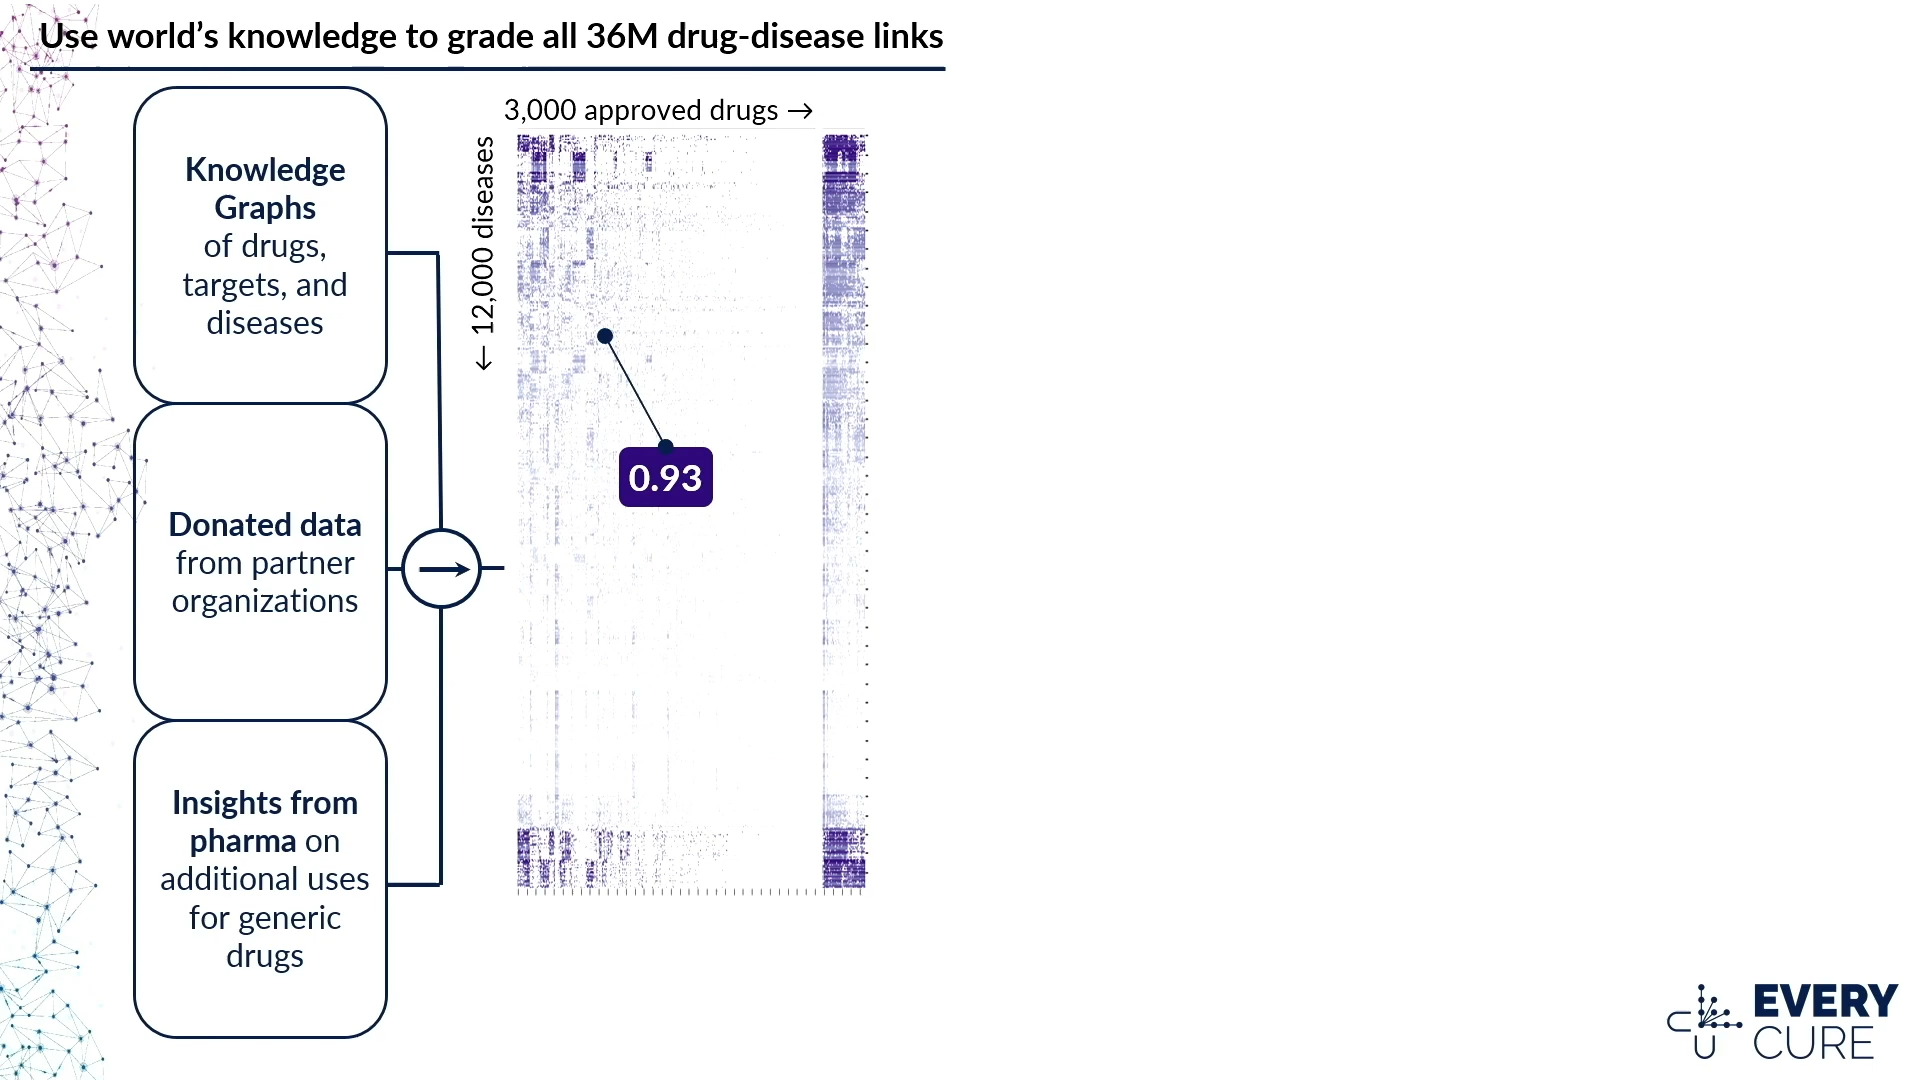 Use world’s knowledge to grade all 36M drug-disease links
Knowledge
Graphs
of drugs,
targets, and
diseases
Donated data
from partner
organizations
Insights from
pharma on
additional uses
for generic
drugs
3,000 approved drugs →
← 12,000 diseases
0.93
CU
EVERY
CURE